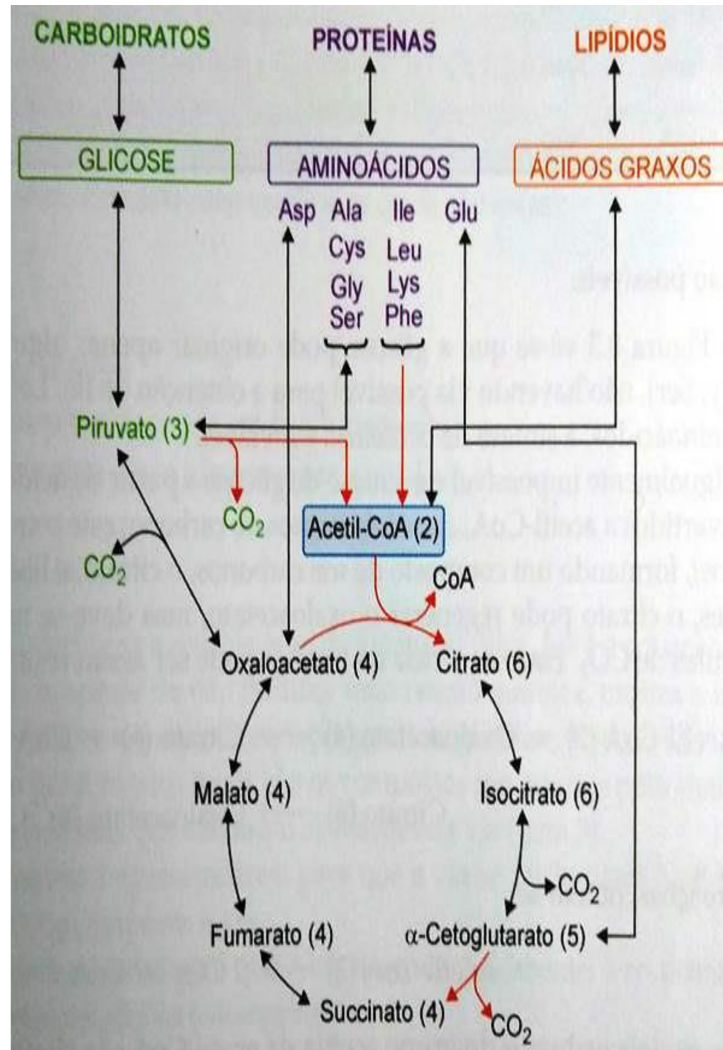 CARBOIDRATOS PROTEÍNAS LIPÍDIOS
GLICOSE AMINOÁCIDOS ÁCIDOS GRAXOS
Asp Ala Ile Glu
Cys Leu
Gly Lys
Ser Phe
Piruvato (3)
CO2 Acetil-CoA (2)
CO2 CoA
Oxaloacetato (4) Citrato (6)
Malato (4) Isocitrato (6)
CO2
Fumarato (4) α-Cetoglutarato (5)
Succinato (4) CO2